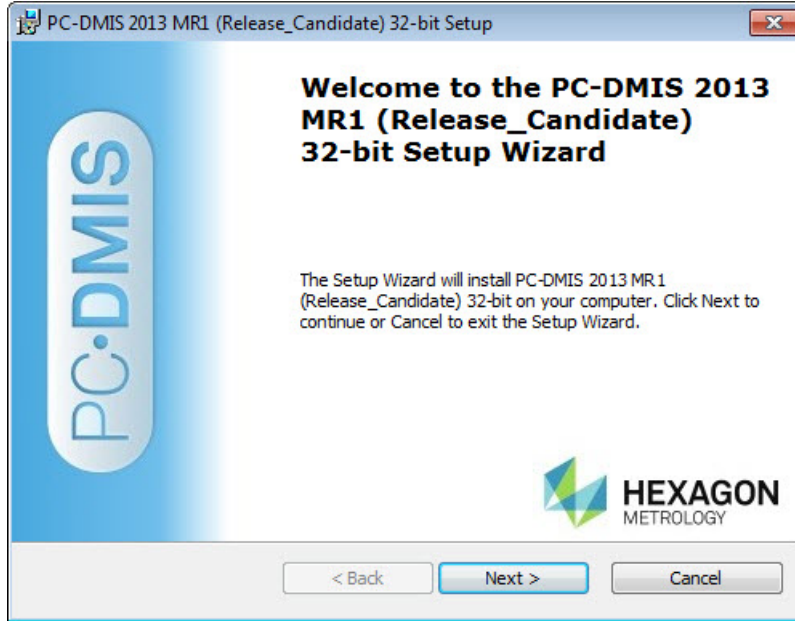 PC-DMIS 2013 MR1 (Release_Candidate) 32-bit Setup
Welcome to the PC-DMIS 2013
MR1 (Release_Candidate)
32-bit Setup Wizard
PC•DMIS
The Setup Wizard will install PC-DMIS 2013 MR1
(Release_Candidate) 32-bit on your computer. Click Next to
continue or Cancel to exit the Setup Wizard.
HEXAGON
METROLOGY
< Back Next > Cancel